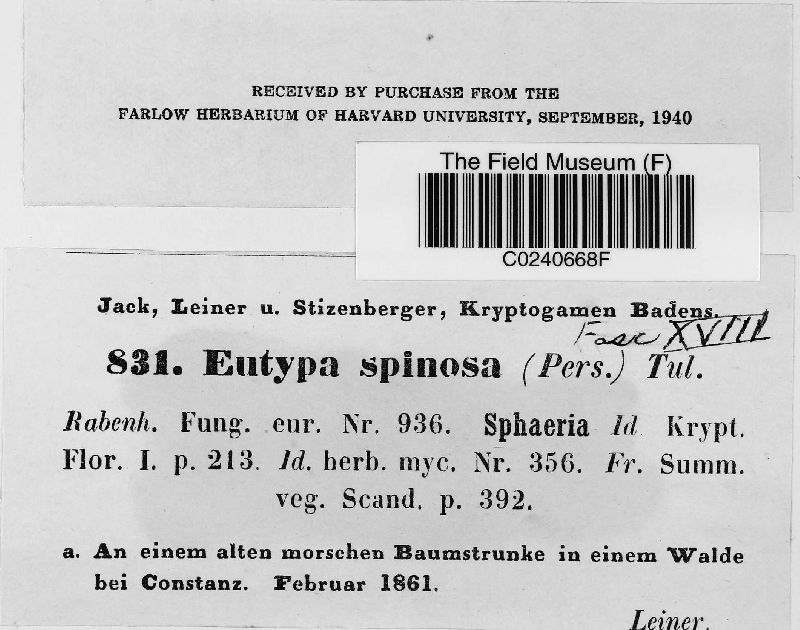 RECEIVED BY PURCHASE FROM THE
FARLOW HERBARIUM OF HARVARD UNIVERSITY, SEPTEMBER, 1940
The Field Museum (F)
C0240668F
Jack, Leiner u. Stizenberger, Kryptogamen Badens.
Fasc XVIII
831. Eutypa spinosa (Pers.) Tul.
Rabenh. Fung. eur. Nr. 936. Sphaeria Id. Krypt.
Flor. I. p. 213. Id. herb. myc. Nr. 356. Fr. Summ.
veg. Scand. p. 392.
a. An einem alten morschen Baumstrunke in einem Walde
bei Constanz. Februar 1861.
Leiner.